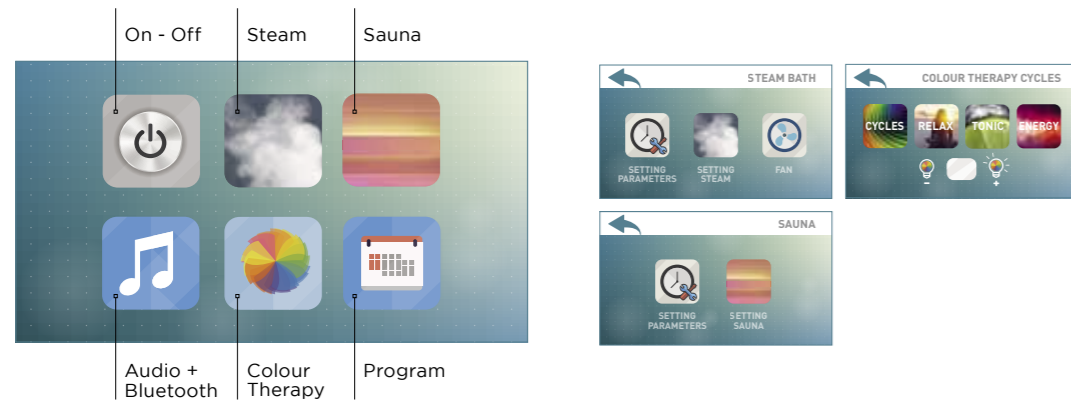 On - Off
Steam
Sauna
Audio +
Bluetooth
Colour
Therapy
Program
STEAM BATH
SETTING
PARAMETERS
SETTING
STEAM
FAN
COLOUR THERAPY CYCLES
CYCLES
RELAX
TONIC
ENERGY
–
+
SAUNA
SETTING
PARAMETERS
SETTING
SAUNA